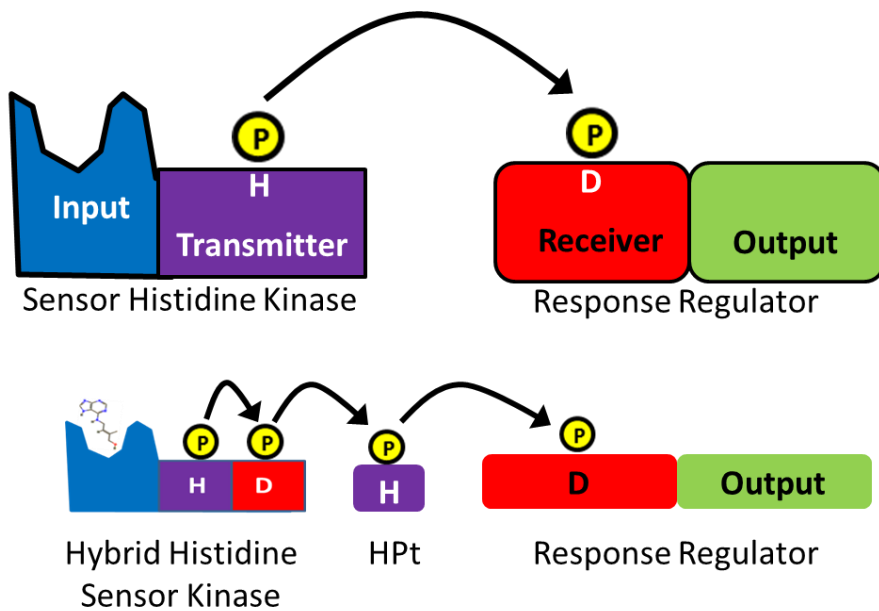 P
P
H
D
Input
Transmitter
Receiver
Output
Sensor Histidine Kinase
Response Regulator
P
P
P
P
H
D
H
D
Output
Hybrid Histidine
Sensor Kinase
HPt
Response Regulator